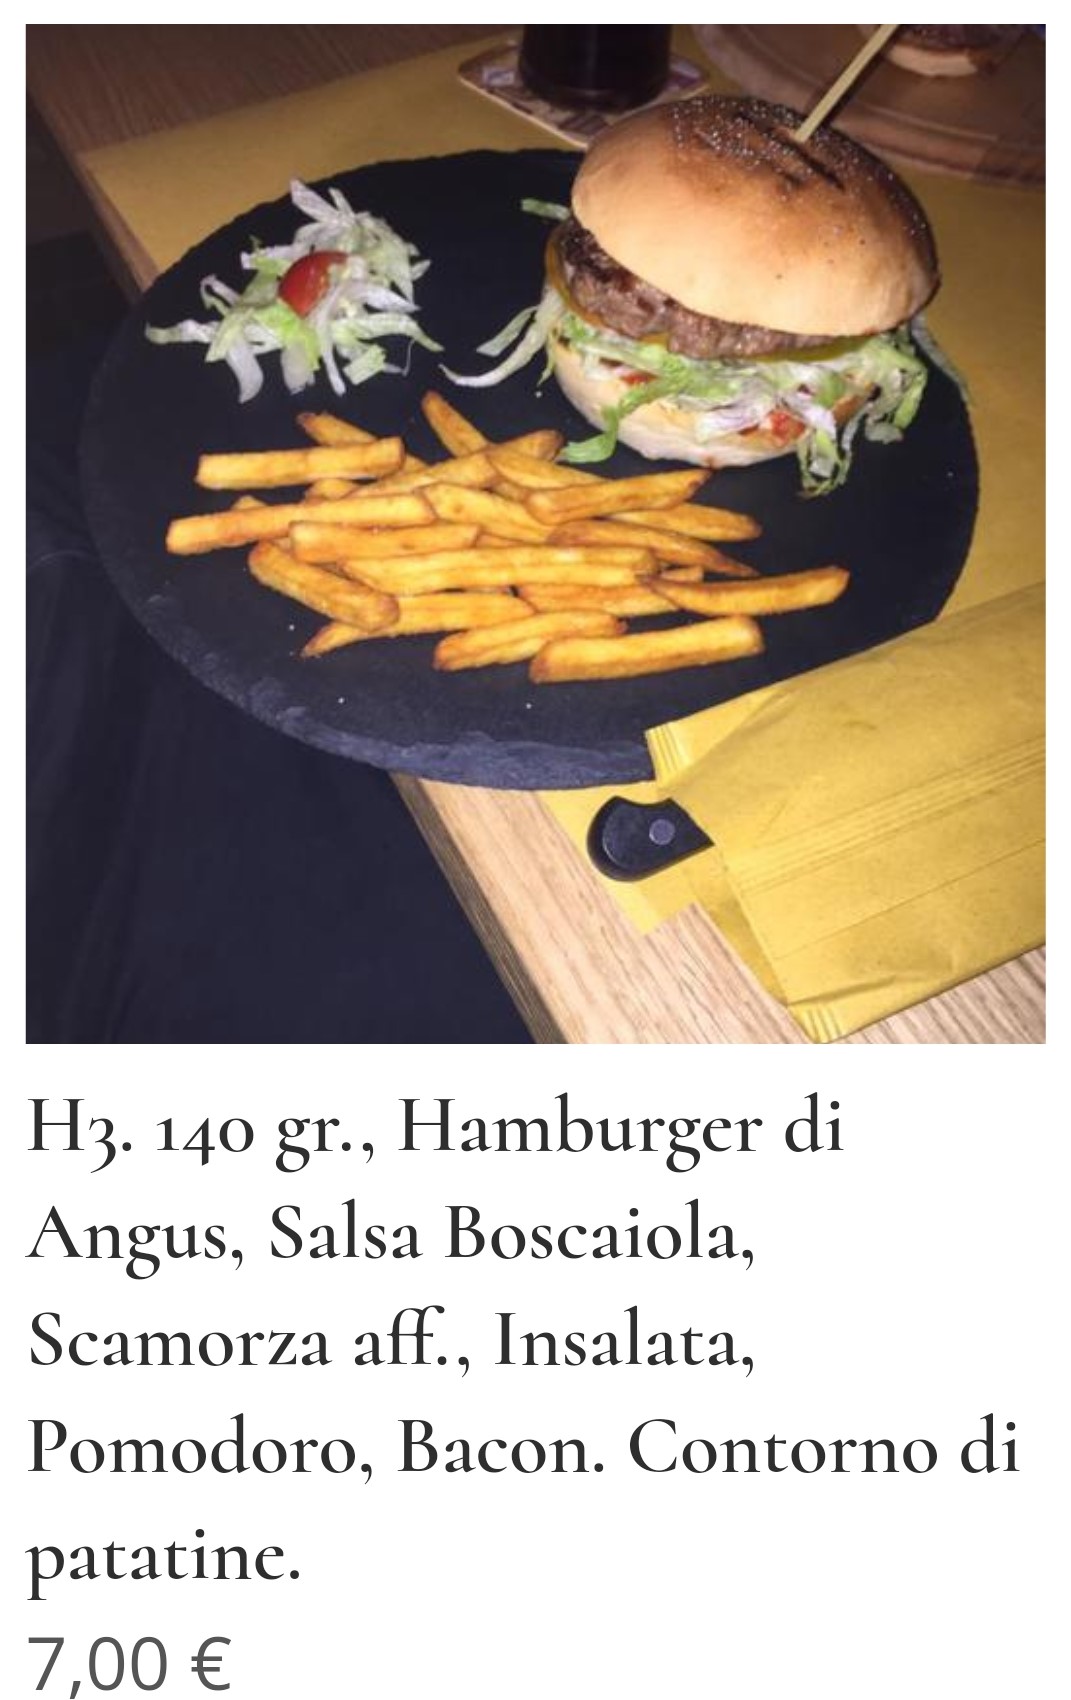 H3. 140 gr., Hamburger di
Angus, Salsa Boscaiola,
Scamorza aff., Insalata,
Pomodoro, Bacon. Contorno di
patatine.
7,00 €